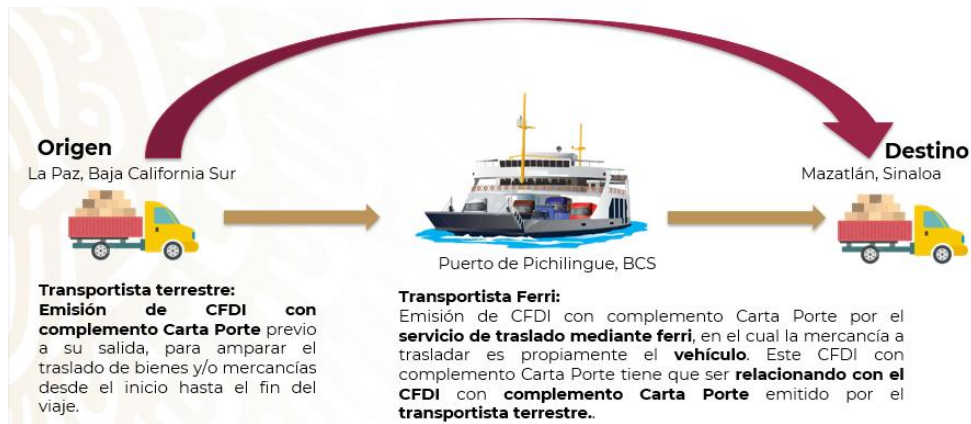 Origen
La Paz, Baja California Sur
Destino
Mazatlán, Sinaloa
Puerto de Pichilingue, BCS
Transportista terrestre:
Emisión de CFDI con
complemento Carta Porte previo
a su salida, para amparar el
traslado de bienes y/o mercancías
desde el inicio hasta el fin del
viaje.
Transportista Ferri:
Emisión de CFDI con complemento Carta Porte por el
servicio de traslado mediante ferri, en el cual la mercancía a
trasladar es propiamente el vehículo. Este CFDI con
complemento Carta Porte tiene que ser relacionando con el
CFDI con complemento Carta Porte emitido por el
transportista terrestre..